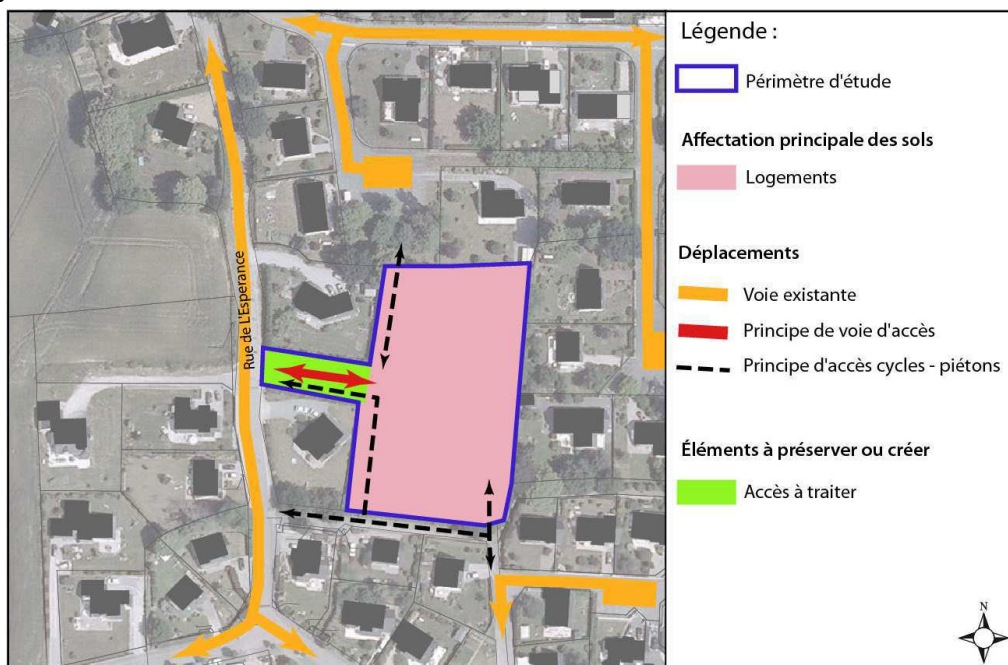 Légende :
Périmètre d'étude
Affectation principale des sols
Logements
Déplacements
Voie existante
Principe de voie d'accès
Principe d'accès cycles - piétons
Éléments à préserver ou créer
Accès à traiter
Rue de L'Esperance
N